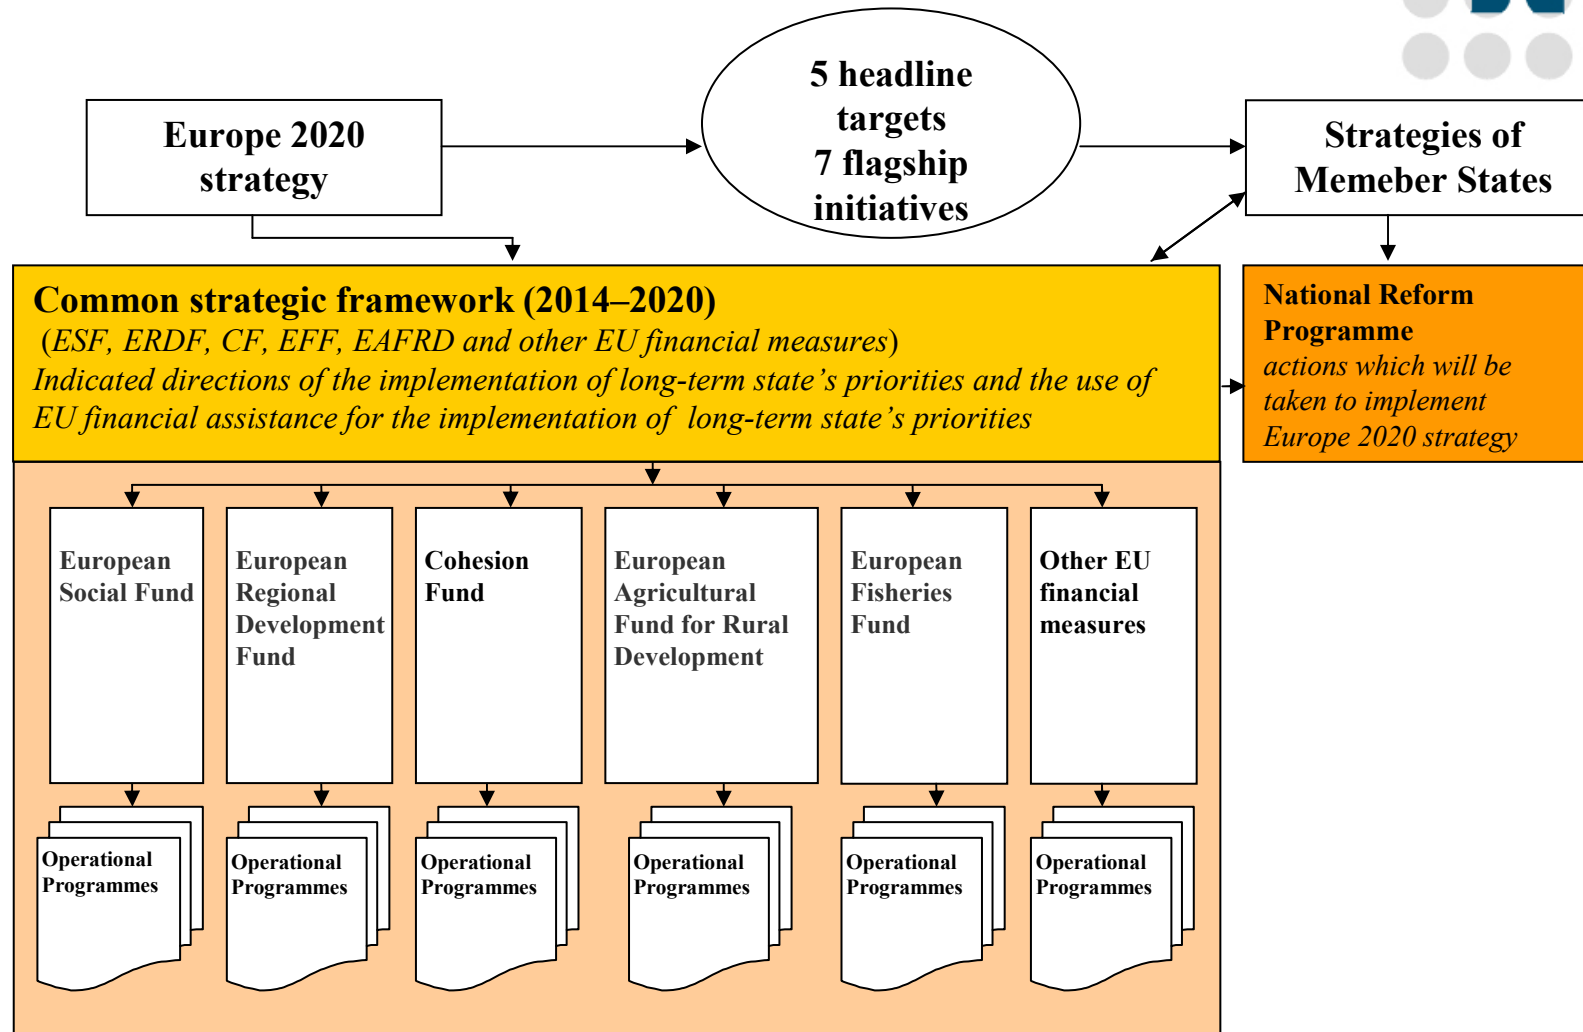 Europe 2020
strategy
5 headline
targets
7 flagship
initiatives
Strategies of
Memeber States
Common strategic framework (2014–2020)
(ESF, ERDF, CF, EFF, EAFRD and other EU financial measures)
Indicated directions of the implementation of long-term state’s priorities and the use of
EU financial assistance for the implementation of long-term state’s priorities
National Reform
Programme
actions which will be
taken to implement
Europe 2020 strategy
European
Social Fund
European
Regional
Development
Fund
Cohesion
Fund
European
Agricultural
Fund for Rural
Development
European
Fisheries
Fund
Other EU
financial
measures
Operational
Programmes
Operational
Programmes
Operational
Programmes
Operational
Programmes
Operational
Programmes
Operational
Programmes